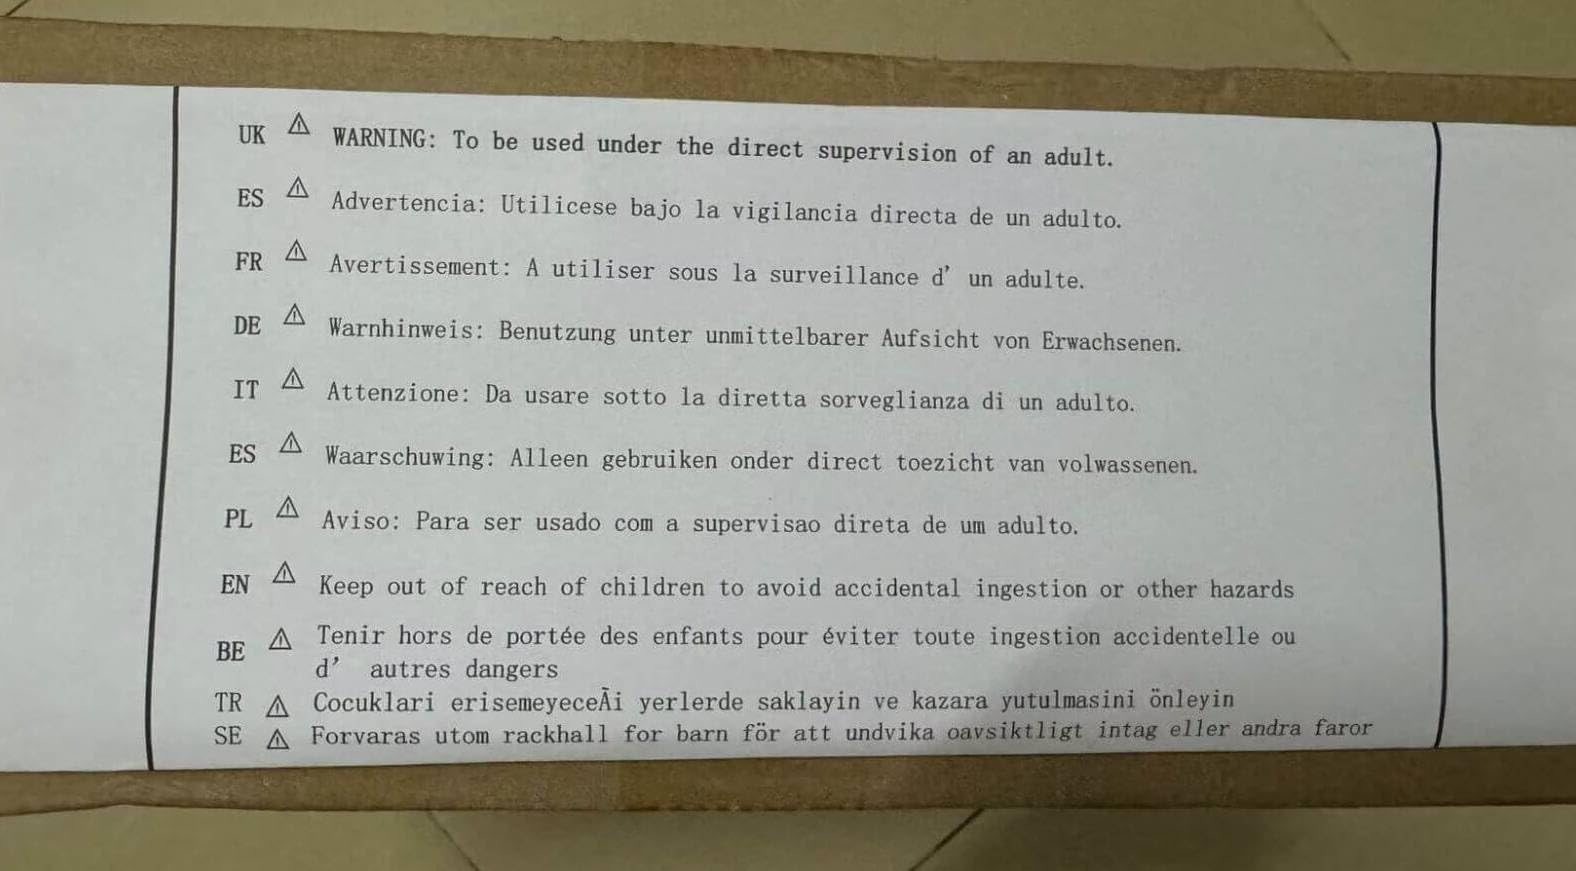 UK ⚠ WARNING: To be used under the direct supervision of an adult.
ES ⚠ Advertencia: Utilicese bajo la vigilancia directa de un adulto.
FR ⚠ Avertissement: A utiliser sous la surveillance d' un adulte.
DE ⚠ Warnhinweis: Benutzung unter unmittelbarer Aufsicht von Erwachsenen.
IT ⚠ Attenzione: Da usare sotto la diretta sorveglianza di un adulto.
ES ⚠ Waarschuwing: Alleen gebruiken onder direct toezicht van volwassenen.
PL ⚠ Aviso: Para ser usado com a supervisao direta de um adulto.
EN ⚠ Keep out of reach of children to avoid accidental ingestion or other hazards
BE ⚠ Tenir hors de portée des enfants pour éviter toute ingestion accidentelle ou
d' autres dangers
TR ⚠ Cocuklari erisemeyeceÃi yerlerde saklayin ve kazara yutulmasini önleyin
SE ⚠ Forvaras utom rackhall for barn för att undvika oavsiktligt intag eller andra faror